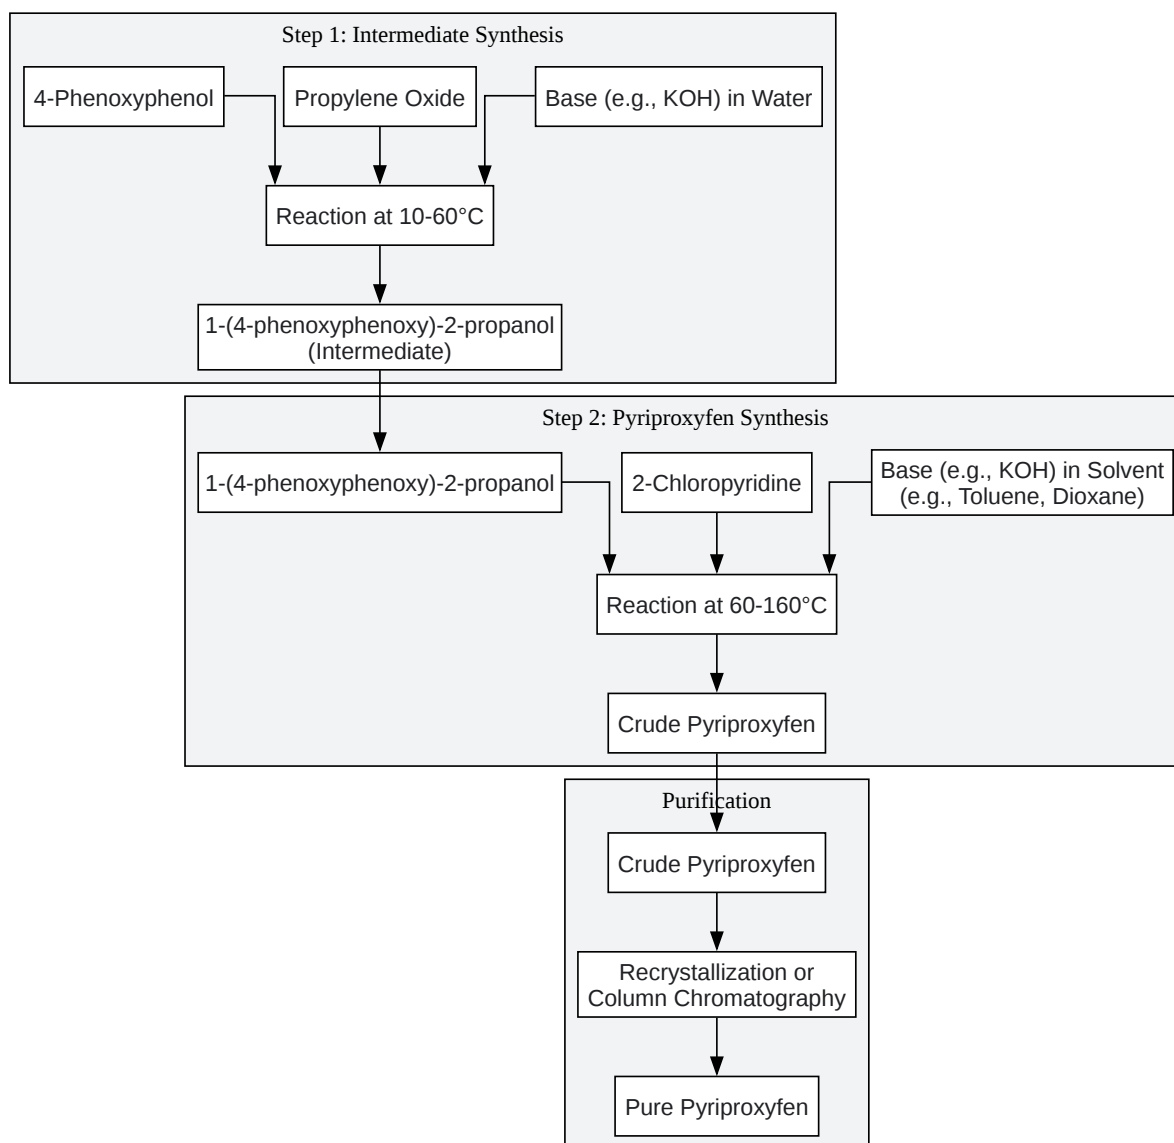 Step 1: Intermediate Synthesis
4-Phenoxyphenol
Propylene Oxide
Base (e.g., KOH) in Water
Reaction at 10-60°C
1-(4-phenoxyphenoxy)-2-propanol
(Intermediate)
Step 2: Pyriproxyfen Synthesis
1-(4-phenoxyphenoxy)-2-propanol
2-Chloropyridine
Base (e.g., KOH) in Solvent
(e.g., Toluene, Dioxane)
Reaction at 60-160°C
Crude Pyriproxyfen
Purification
Crude Pyriproxyfen
Recrystallization or
Column Chromatography
Pure Pyriproxyfen